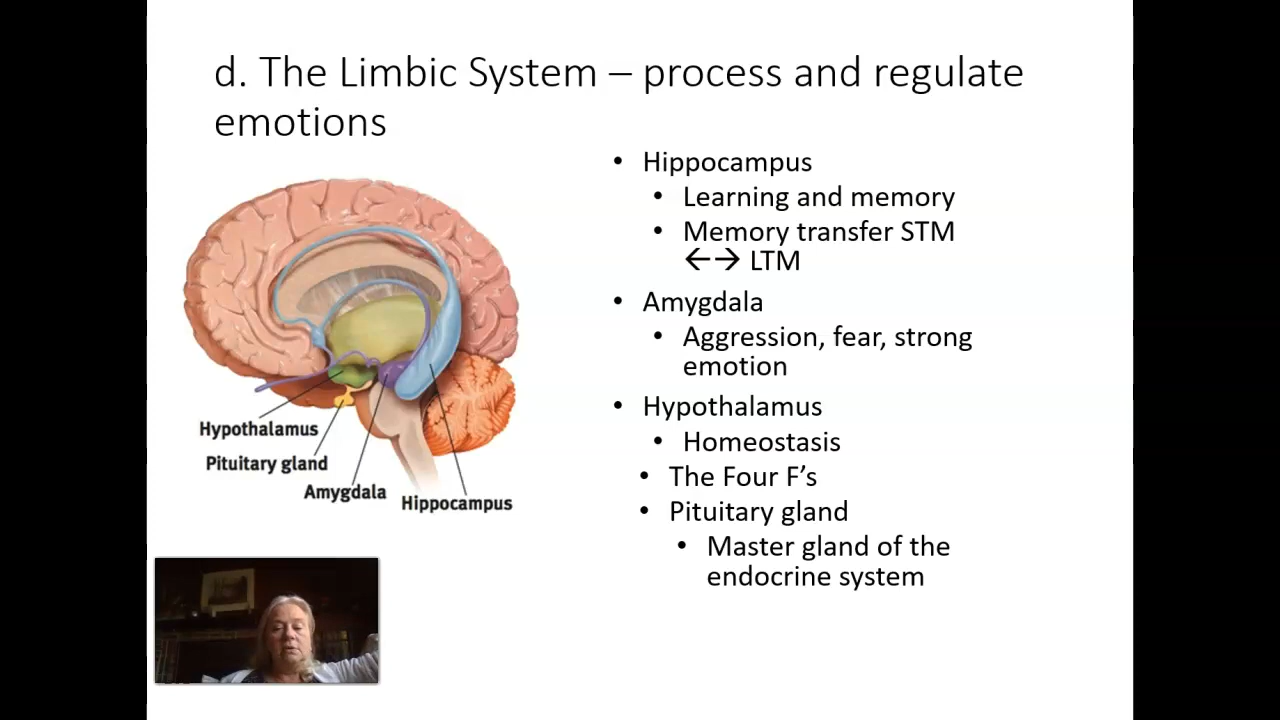 d. The Limbic System – process and regulate
emotions
• Hippocampus
• Learning and memory
• Memory transfer STM
←→ LTM
• Amygdala
• Aggression, fear, strong
emotion
• Hypothalamus
• Homeostasis
• The Four F’s
• Pituitary gland
• Master gland of the
endocrine system
Hypothalamus
Pituitary gland
Amygdala
Hippocampus